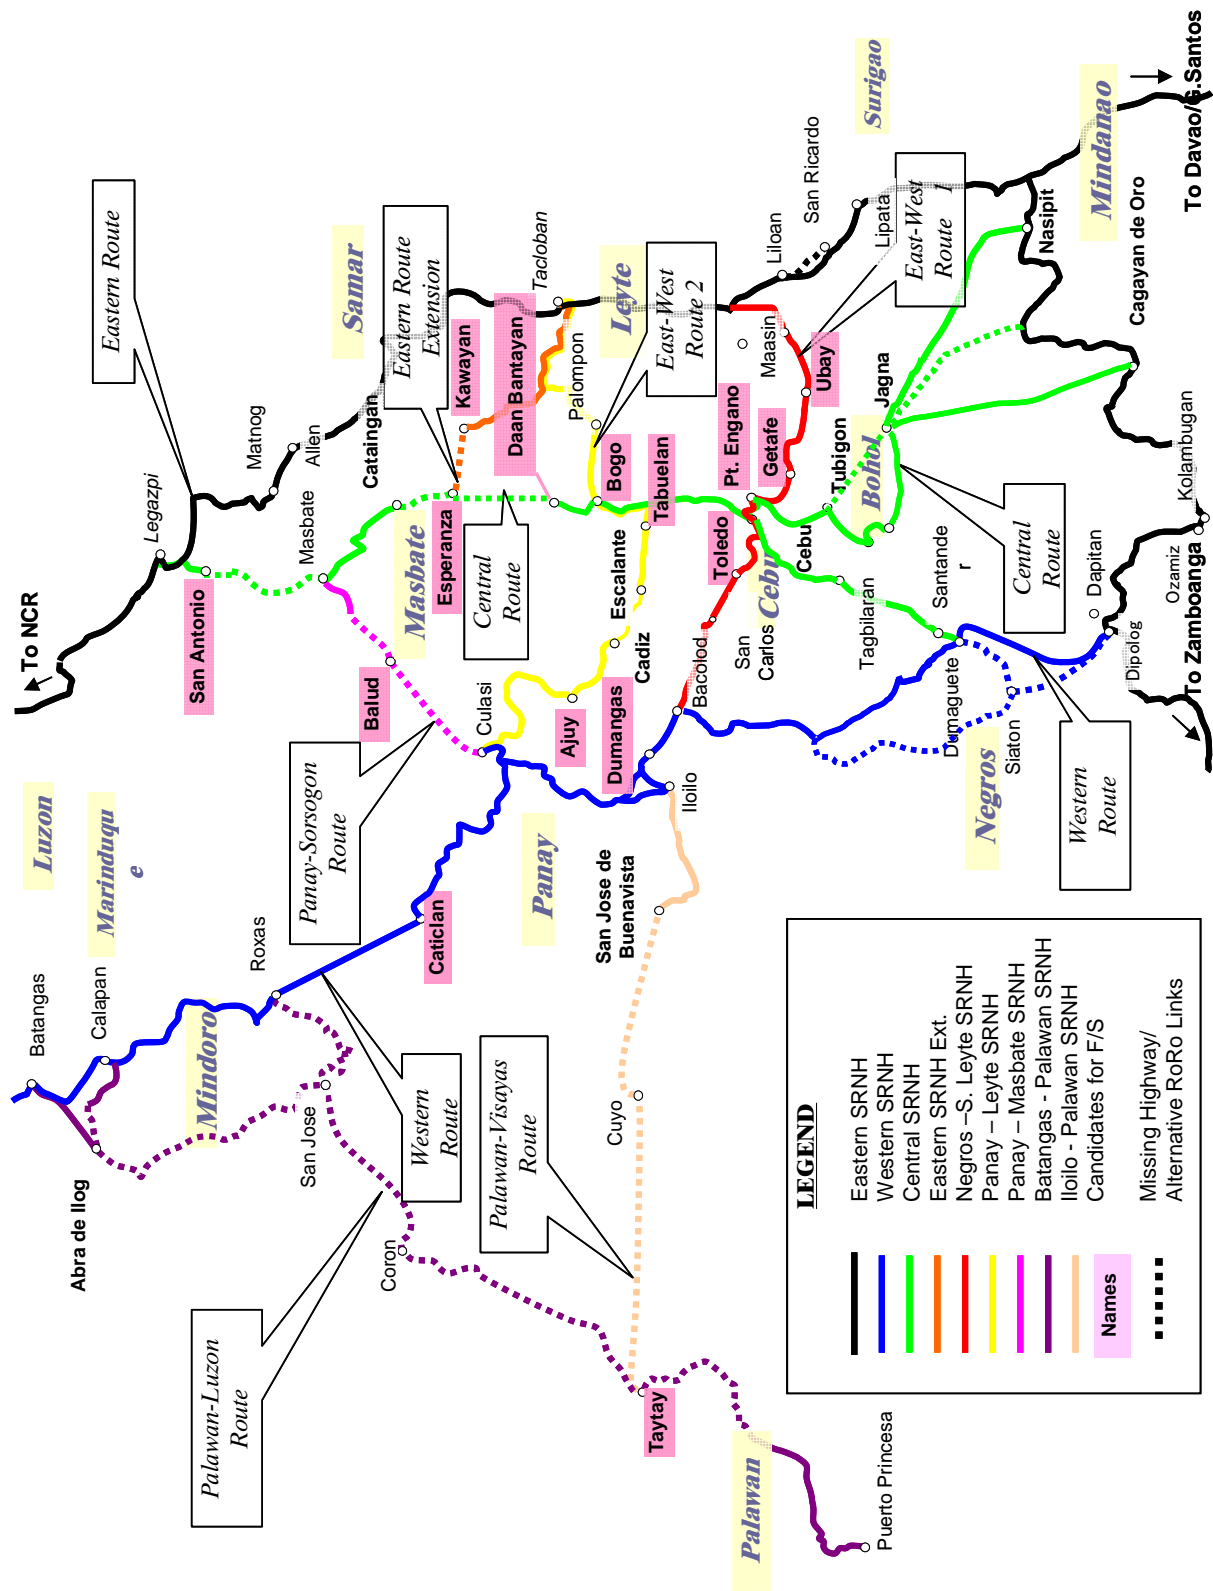 To NCR
Legazpi
San Antonio
Matnog
Allen
Masbate
Eastern Route
Samar
Cataingan
Eastern Route
Extension
Kawayan
Daan Bantayan
Tacloban
Leyte
East-West
Route 2
Palompon
Esperanza
Central
Route
Masbate
Bogo
Tabuelan
Pt. Engano
Getafe
Maasin
Ubay
Liloan
San Ricardo
Surigao
Lipata
East-West
Route 1
Mindanao
To Davao/G.Santos
Nasipit
Cagayan de Oro
Jagna
Tubigon
Bohol
Kolambugan
Ozamiz
To Zamboanga
Dapitan
Dipolog
Central
Route
Santande
r
Tagbilaran
Cebu
Cebu
Toledo
San
Carlos
Bacolod
Escalante
Cadiz
Balud
Culasi
Ajuy
Dumangas
Iloilo
Dumaguete
Siaton
Negros
Western
Route
Panay-Sorsogon
Route
Luzon
Marinduqu
e
Panay
San Jose de
Buenavista
Caticlan
Roxas
Batangas
Calapan
Mindoro
San Jose
Western
Route
Palawan-Visayas
Route
Cuyo
Abra de Ilog
Coron
Palawan-Luzon
Route
Taytay
Palawan
Puerto Princesa
LEGEND
Eastern SRNH
Western SRNH
Central SRNH
Eastern SRNH Ext.
Negros –S. Leyte SRNH
Panay – Leyte SRNH
Panay – Masbate SRNH
Batangas - Palawan SRNH
Iloilo - Palawan SRNH
Names Candidates for F/S
Missing Highway/
Alternative RoRo Links